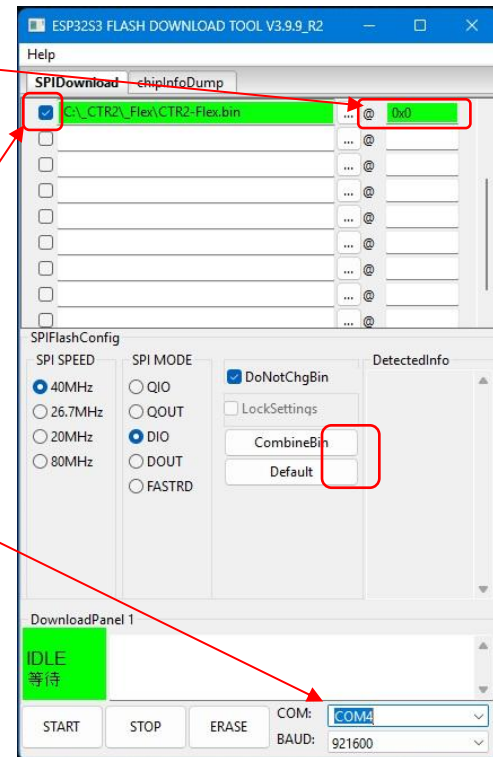 ESP32S3 FLASH DOWNLOAD TOOL V3.9.9_R2
Help
SPIDownload chipInfoDump
C:\_CTR2\_Flex\CTR2-Flex.bin ... @ 0x0
... @
... @
... @
... @
... @
... @
... @
... @
SPIFlashConfig
SPI SPEED SPI MODE DetectedInfo
40MHz QIO DoNotChgBin
26.7MHz QOUT LockSettings
20MHz DIO CombineBin
80MHz DOUT Default
FASTRD
DownloadPanel 1
IDLE
等待
START STOP ERASE COM: COM4
BAUD: 921600